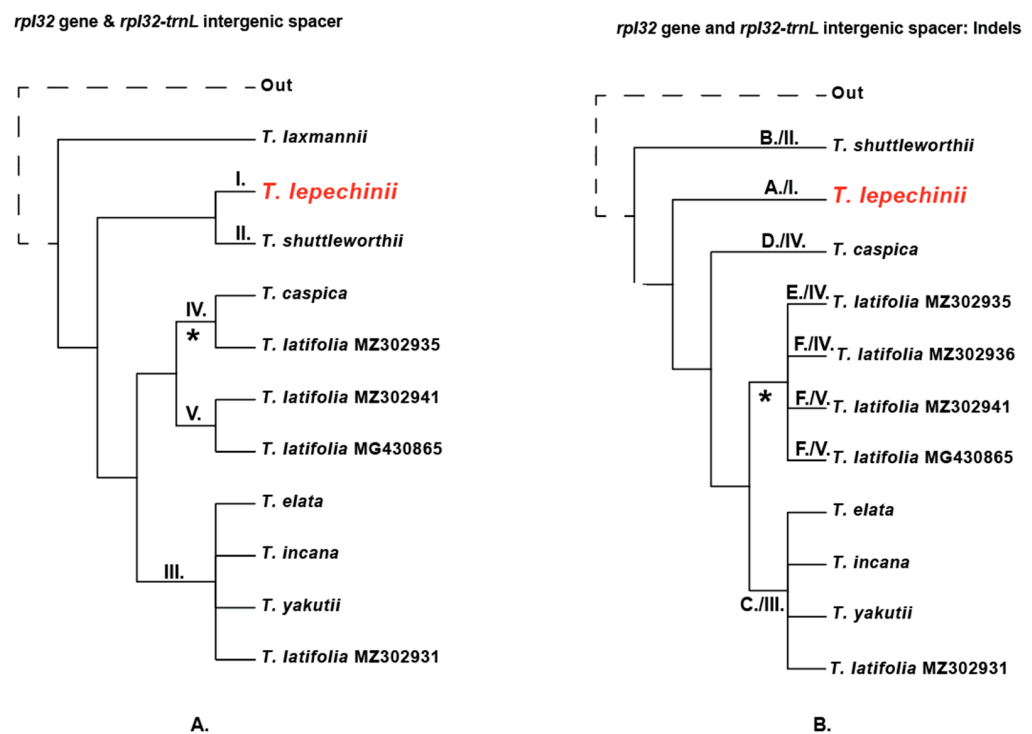 rpl32 gene & rpl32-trnL intergenic spacer
Out
T. laxmannii
I.
T. lepechinii
II.
T. shuttleworthii
T. caspica
IV.
*
T. latifolia MZ302935
T. latifolia MZ302941
V.
T. latifolia MG430865
T. elata
T. incana
III.
T. yakutii
T. latifolia MZ302931
A.
rpl32 gene and rpl32-trnL intergenic spacer: Indels
Out
B./II.
T. shuttleworthii
A./I.
T. lepechinii
D./IV.
T. caspica
E./IV.
T. latifolia MZ302935
F./IV.
T. latifolia MZ302936
*
F./V.
T. latifolia MZ302941
F./V.
T. latifolia MG430865
T. elata
T. incana
C./III.
T. yakutii
T. latifolia MZ302931
B.